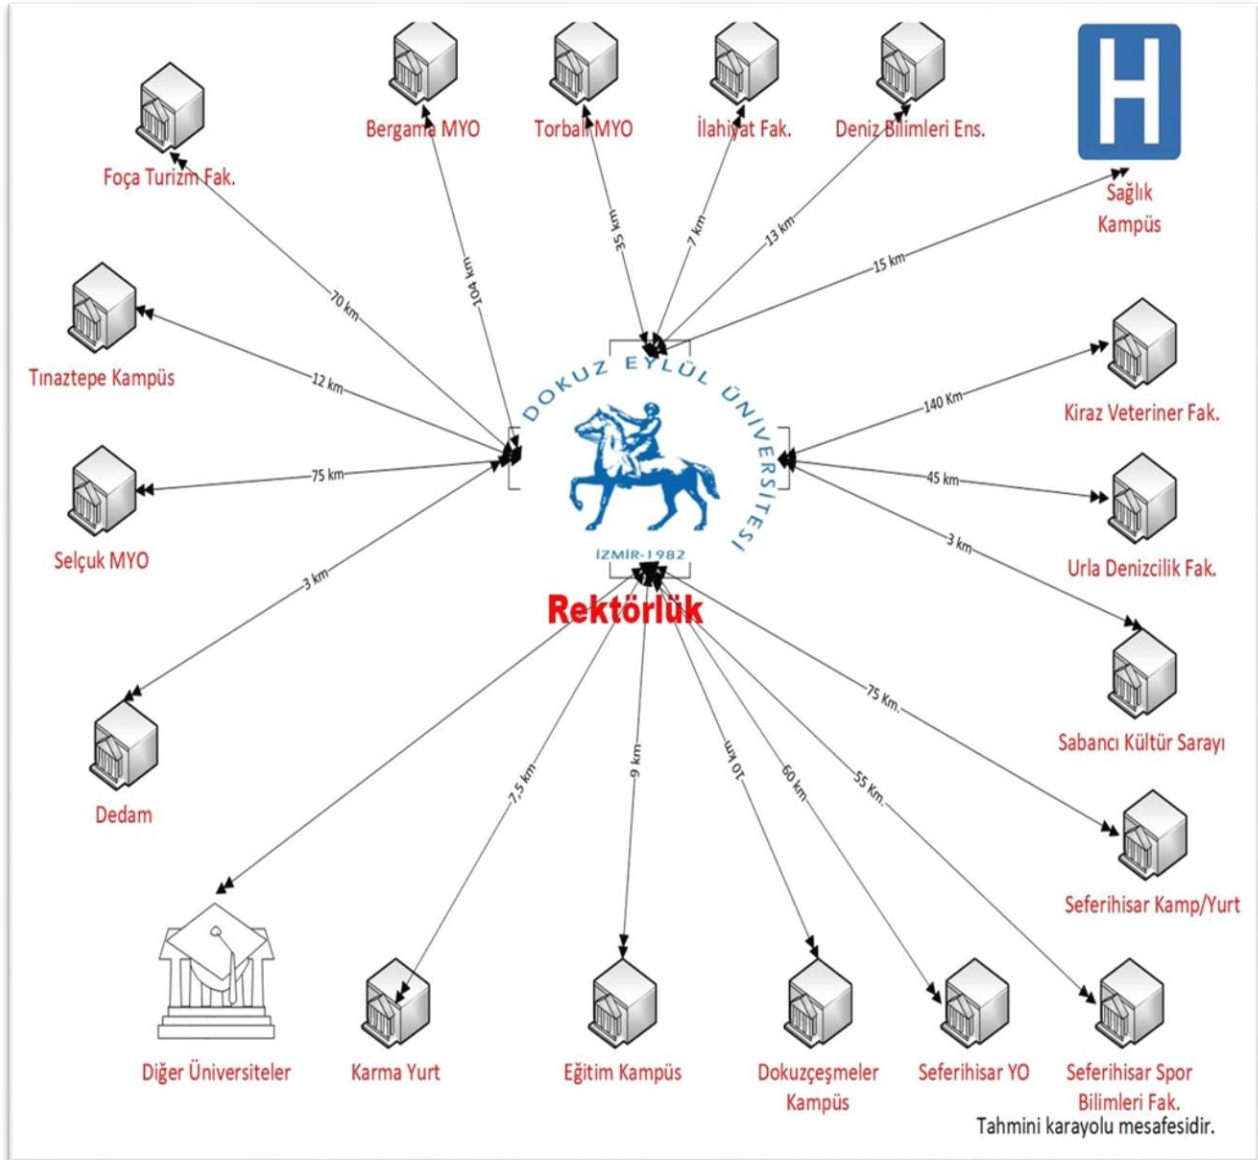 Bergama MYO
Torbalı MYO
İlahiyat Fak.
Deniz Bilimleri Ens.
Foça Turizm Fak.
Sağlık
Kampüs
35 km
7 km
13 km
15 km
104 km
70 km
Tınaztepe Kampüs
12 km
DOKUZ EYLÜL ÜNİVERSİTESİ
140 Km
Kiraz Veteriner Fak.
75 km
45 km
Selçuk MYO
İZMİR-1982
3 km
Urla Denizcilik Fak.
3 km
Rektörlük
75 Km.
Sabancı Kültür Sarayı
7,5 km
9 km
10 km
60 km
55 Km.
Dedam
Seferihisar Kamp/Yurt
Diğer Üniversiteler
Karma Yurt
Eğitim Kampüs
Dokuzçeşmeler
Kampüs
Seferihisar YO
Seferihisar Spor
Bilimleri Fak.
Tahmini karayolu mesafesidir.